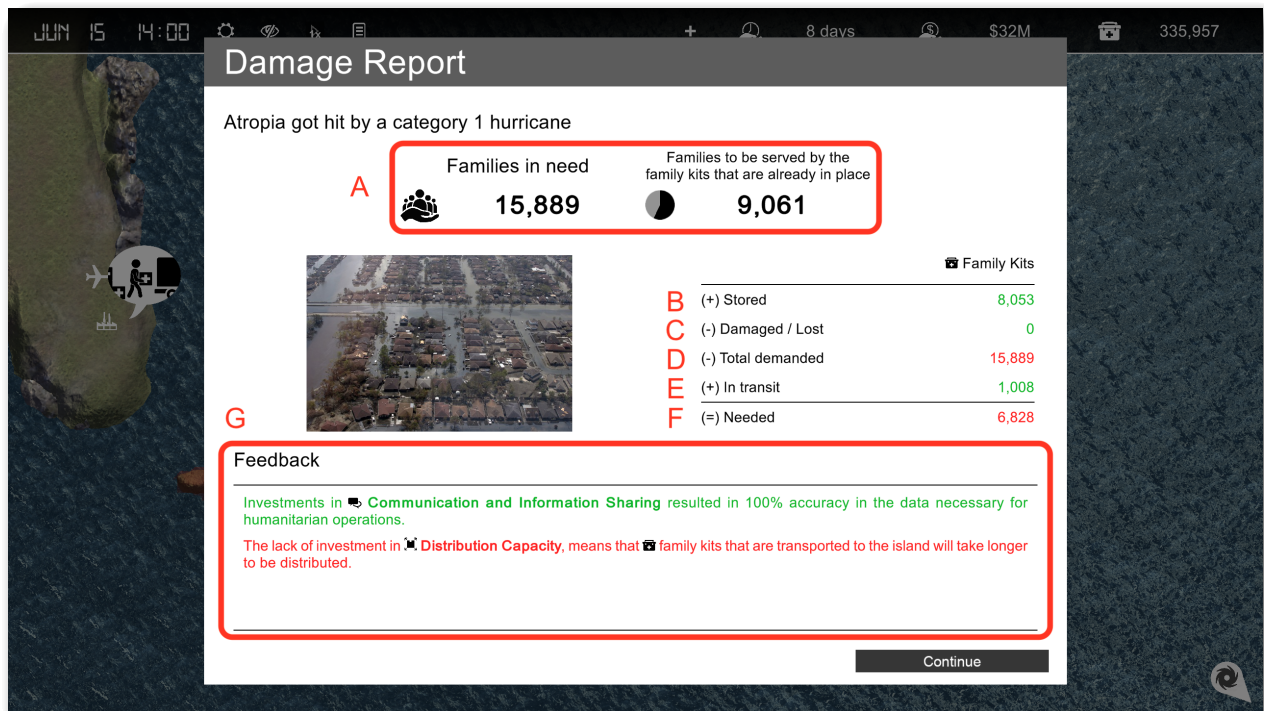 JUN 15 14:00 8 days $32M 335,957
Damage Report
Atropia got hit by a category 1 hurricane
A
Families in need
15,889
Families to be served by the
family kits that are already in place
9,061
Family Kits
B (+) Stored 8,053
C (-) Damaged / Lost 0
D (-) Total demanded 15,889
E (+) In transit 1,008
F (=) Needed 6,828
G
Feedback
Investments in Communication and Information Sharing resulted in 100% accuracy in the data necessary for
humanitarian operations.
The lack of investment in Distribution Capacity, means that family kits that are transported to the island will take longer
to be distributed.
Continue